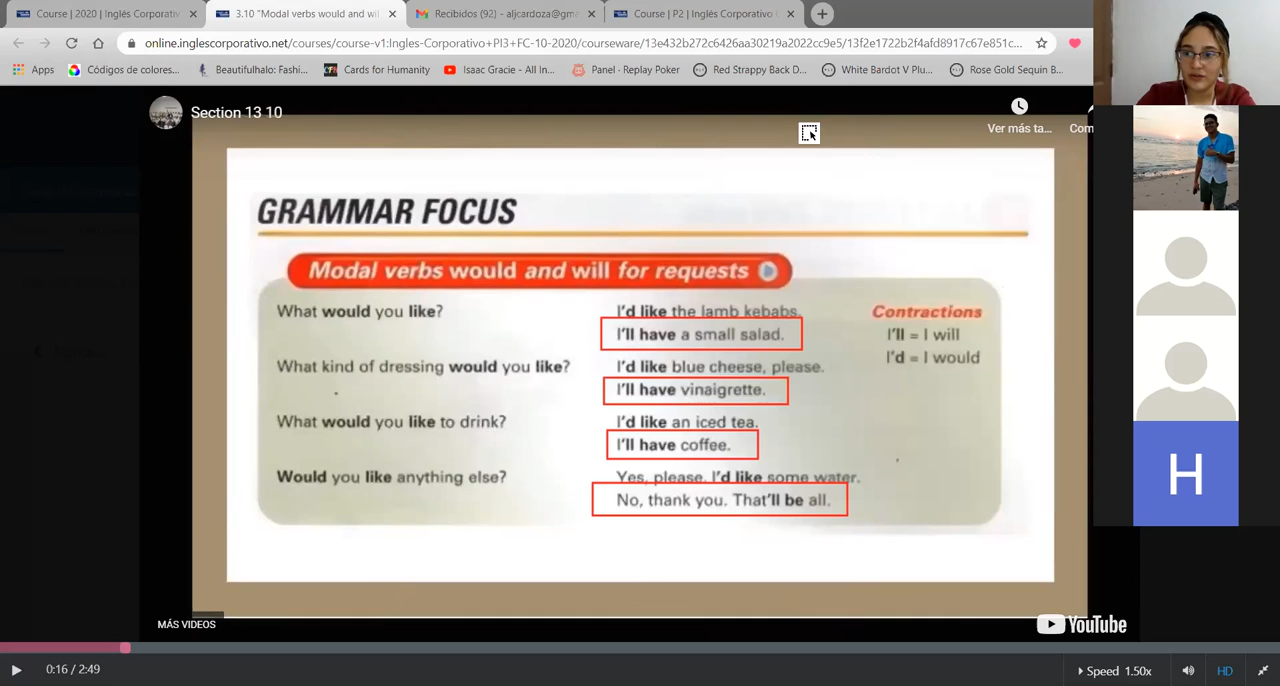 Course | 2020 | Inglés Corporativ
3.10 "Modal verbs would and wil
Recibidos (92) - aljcardoza@gma
Course | P2 | Inglés Corporativo
online.inglescorporativo.net/courses/course-v1:Ingles-Corporativo+PI3+FC-10-2020/courseware/13e432b272c6426aa30219a2022cc9e5/13f2e1722b2f4afd8917c67e851c...
Apps
Códigos de colores...
Beautifulhalo: Fashi...
Cards for Humanity
Isaac Gracie - All In...
Panel · Replay Poker
Red Strappy Back D...
White Bardot V Plu...
Rose Gold Sequin B...
Section 13 10
Ver más ta...
Com
GRAMMAR FOCUS
Modal verbs would and will for requests
What would you like?
I'd like the lamb kebabs.
I'll have a small salad.
What kind of dressing would you like?
I'd like blue cheese, please.
I'll have vinaigrette.
What would you like to drink?
I'd like an iced tea.
I'll have coffee.
Would you like anything else?
Yes, please. I'd like some water.
No, thank you. That'll be all.
Contractions
I'll = I will
I'd = I would
H
MÁS VIDEOS
YouTube
0:16 / 2:49
Speed 1.50x
HD